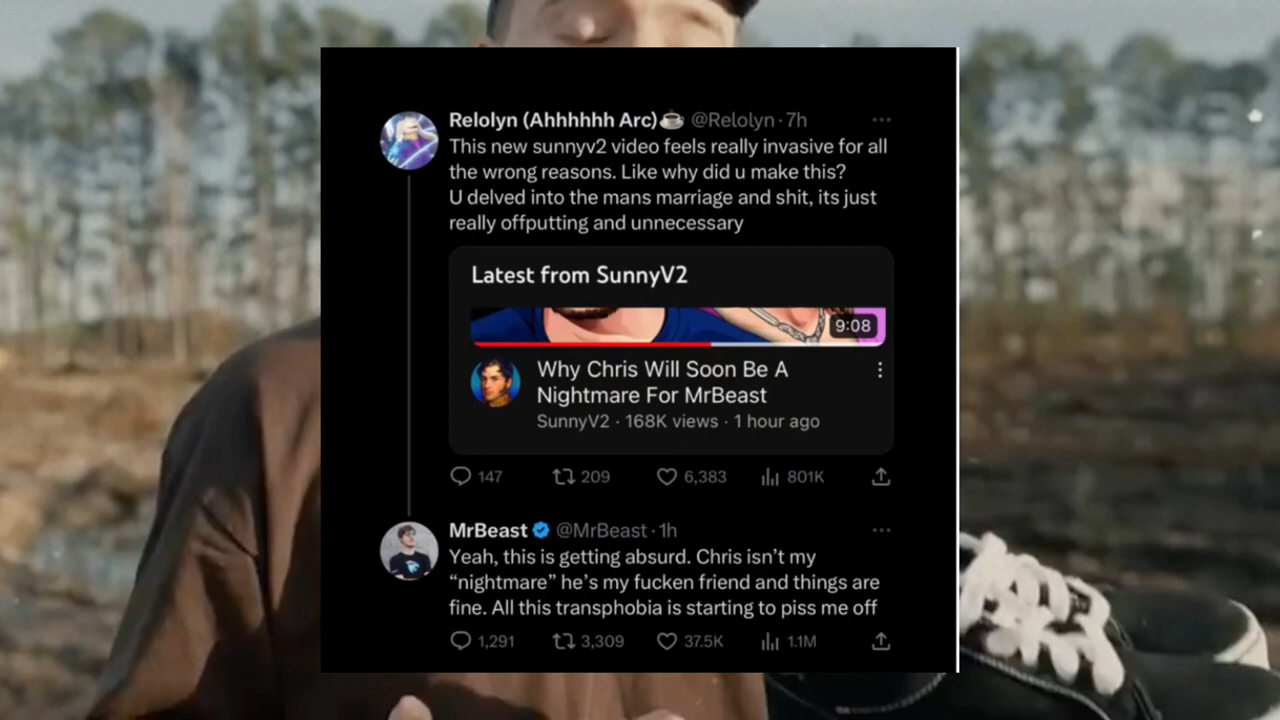 Relolyn (Ahhhhhh Arc)☕ @Relolyn · 7h
This new sunnyv2 video feels really invasive for all
the wrong reasons. Like why did u make this?
U delved into the mans marriage and shit, its just
really offputting and unnecessary
Latest from SunnyV2
9:08
Why Chris Will Soon Be A
Nightmare For MrBeast
SunnyV2 · 168K views · 1 hour ago
147 209 6,383 801K
MrBeast @MrBeast · 1h
Yeah, this is getting absurd. Chris isn’t my
“nightmare” he’s my fucken friend and things are
fine. All this transphobia is starting to piss me off
1,291 3,309 37.5K 1.1M